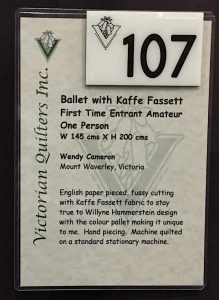 107
Victorian Quilters Inc.
Ballet with Kaffe Fassett
First Time Entrant Amateur
One Person
W 145 cms X H 200 cms
Wendy Cameron
Mount Waverley, Victoria
English paper pieced, fussy cutting
with Kaffe Fassett fabric to stay
true to Willyne Hammerstein design
with the colour pallet making it unique
to me. Hand piecing. Machine quilted
on a standard stationary machine.